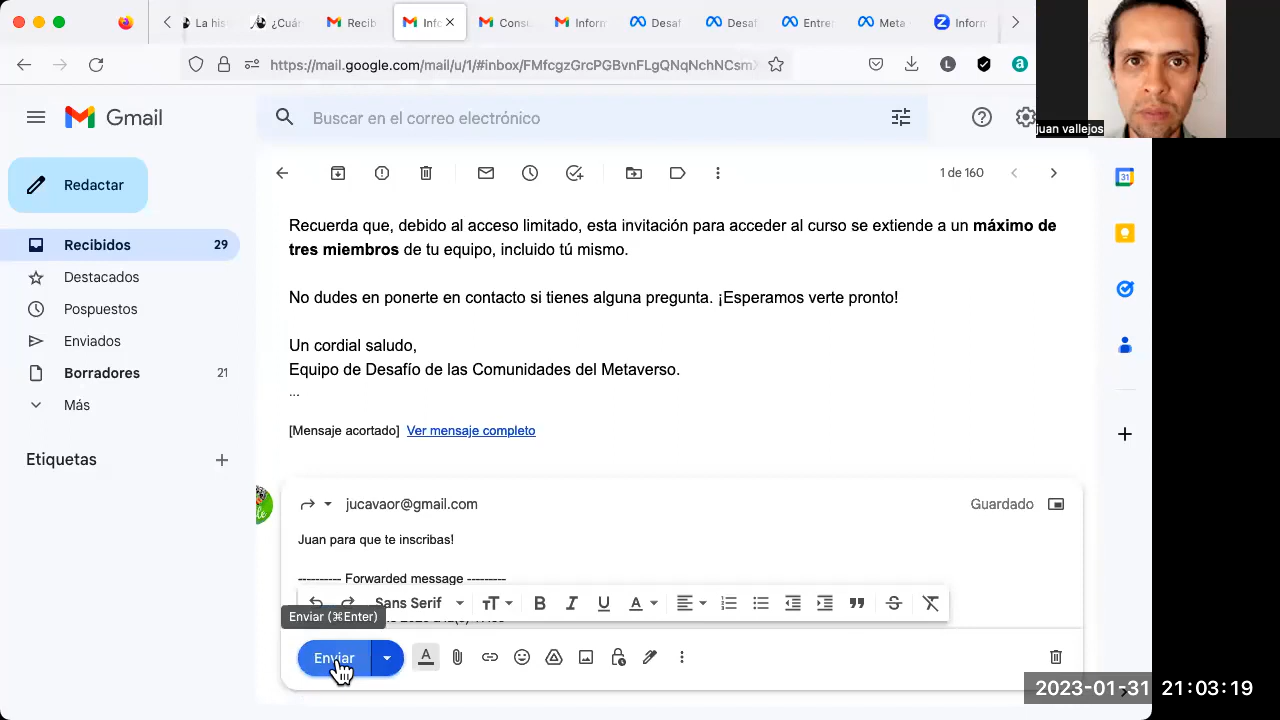 La his
¿Cuár
Recib
Info
Consu
Inform
Desaf
Desaf
Entre
Meta
Inform
https://mail.google.com/mail/u/1/#inbox/FMfcgzGrcPGBvnFLgQNqNchNCsm
juan vallejos
Gmail
Buscar en el correo electrónico
Redactar
1 de 160
Recibidos 29
Destacados
Pospuestos
Enviados
Borradores 21
Más
Etiquetas
Recuerda que, debido al acceso limitado, esta invitación para acceder al curso se extiende a un máximo de
tres miembros de tu equipo, incluido tú mismo.
No dudes en ponerte en contacto si tienes alguna pregunta. ¡Esperamos verte pronto!
Un cordial saludo,
Equipo de Desafío de las Comunidades del Metaverso.
...
[Mensaje acortado] Ver mensaje completo
jucavaor@gmail.com
Guardado
Juan para que te inscribas!
---------- Forwarded message ---------
Sans Serif
Enviar (⌘Enter)
Enviar
2023-01-31 21:03:19